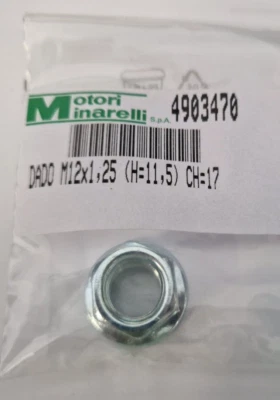 Motori
Minarelli S.p.A. 4903470
DADO M12x1,25 (H=11,5) CH=17